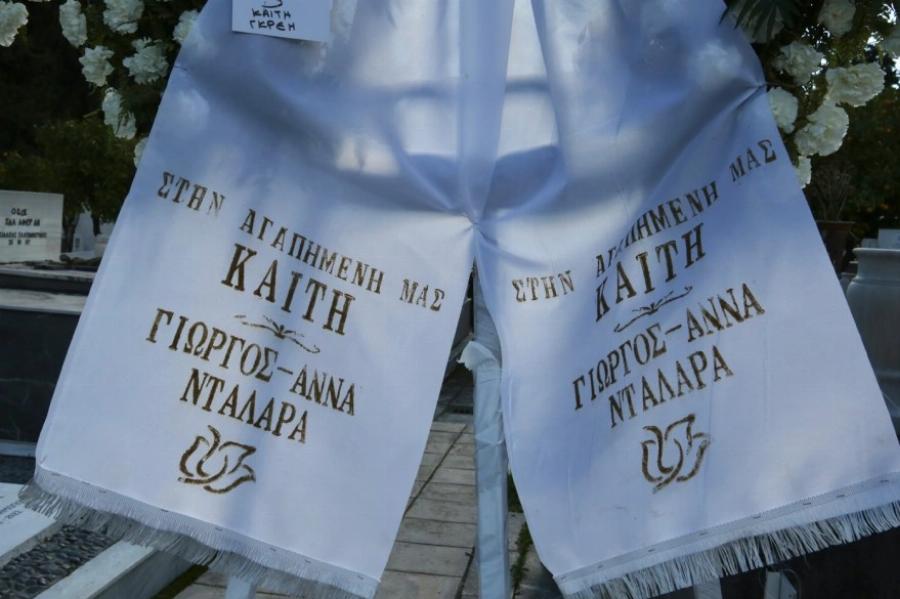 ΚΑΙΤΗ
ΓΚΡΕΗ
ΣΤΗΝ ΑΓΑΠΗΜΕΝΗ ΜΑΣ
ΚΑΙΤΗ
ΓΙΩΡΓΟΣ-ΑΝΝΑ
ΝΤΑΛΑΡΑ
ΣΤΗΝ ΑΓΑΠΗΜΕΝΗ ΜΑΣ
ΚΑΙΤΗ
ΓΙΩΡΓΟΣ-ΑΝΝΑ
ΝΤΑΛΑΡΑ